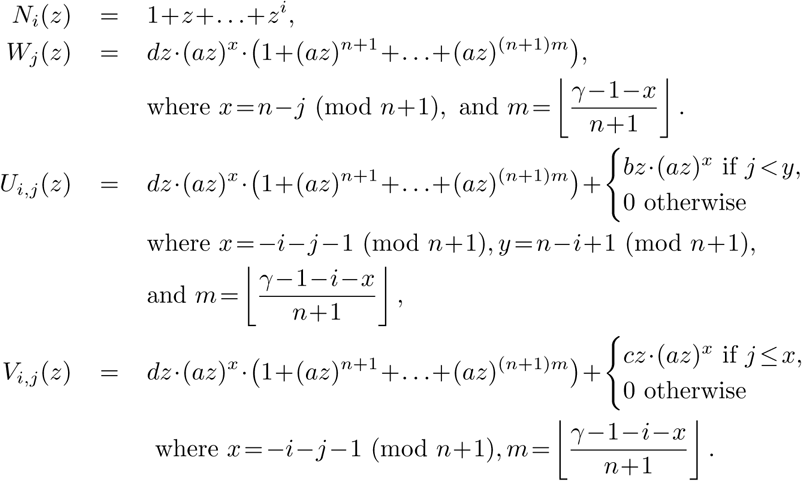 N_i(z) = 1+z+…+z^i,
W_j(z) = dz·(az)^x·(1+(az)^{n+1}+…+(az)^{(n+1)m}),
where x=n−j (mod n+1), and m=⌊(γ−1−x)/(n+1)⌋.
U_{i,j}(z) = dz·(az)^x·(1+(az)^{n+1}+…+(az)^{(n+1)m})+{bz·(az)^x if j<y, 0 otherwise
where x=−i−j−1 (mod n+1), y=n−i+1 (mod n+1),
and m=⌊(γ−1−i−x)/(n+1)⌋,
V_{i,j}(z) = dz·(az)^x·(1+(az)^{n+1}+…+(az)^{(n+1)m})+{cz·(az)^x if j≤x, 0 otherwise
where x=−i−j−1 (mod n+1), m=⌊(γ−1−i−x)/(n+1)⌋.